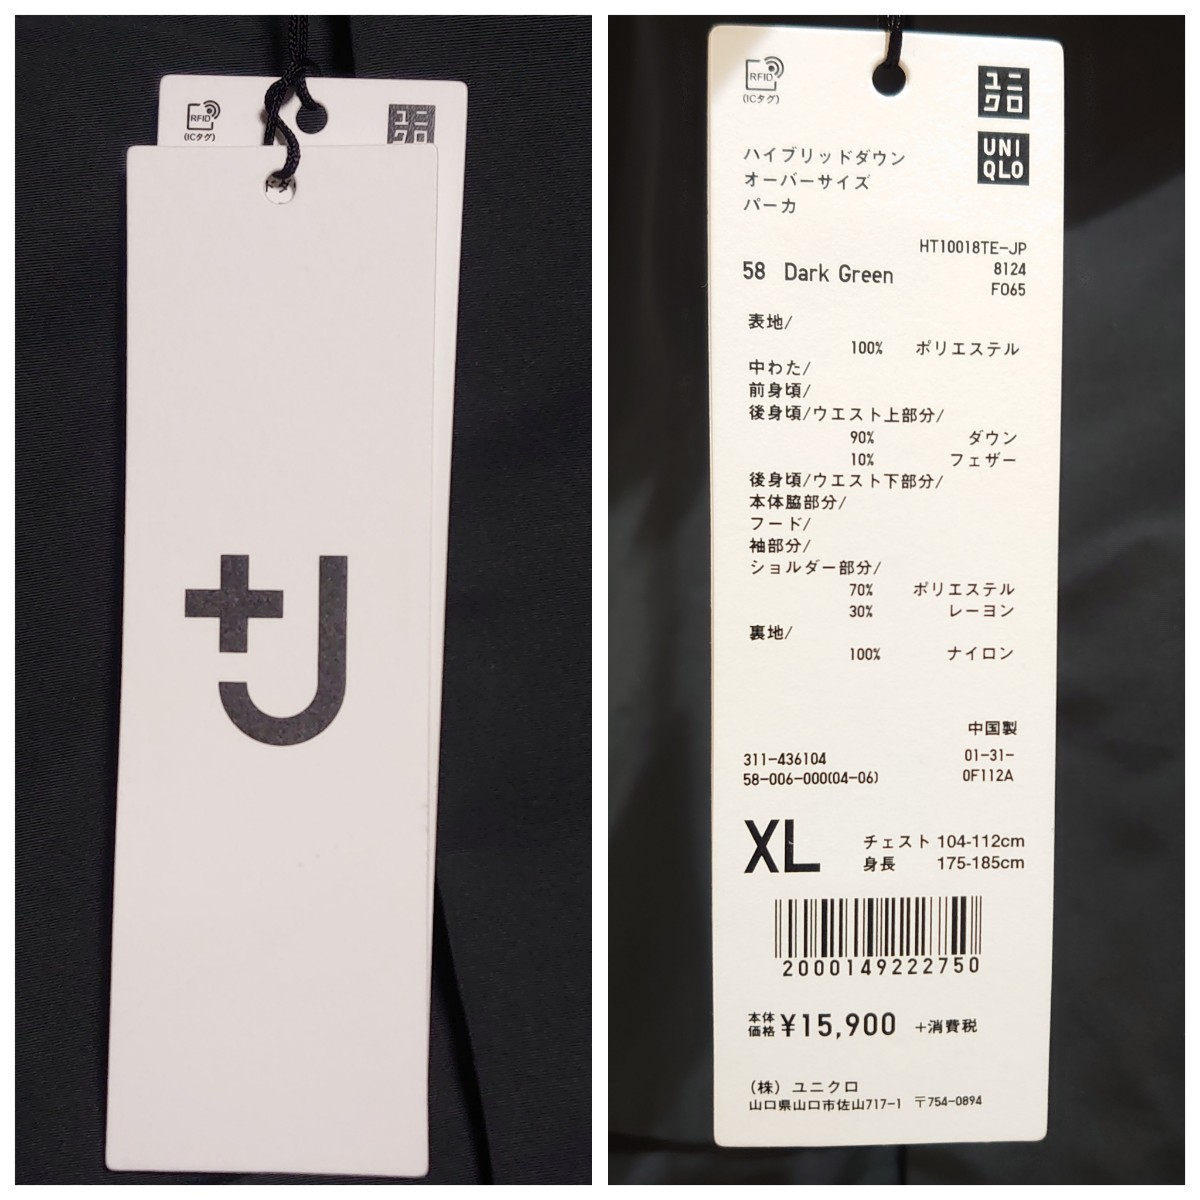 RFID
(ICタグ)
ユニ
クロ
ドダ
+J
RFID
(ICタグ)
ユニ
クロ
UNI
QLO
ハイブリッドダウン
オーバーサイズ
パーカ
HT10018TE-JP
58 Dark Green
8124
F065
表地/
100% ポリエステル
中わた/
前身頃/
後身頃/ウエスト上部分/
90% ダウン
10% フェザー
後身頃/ウエスト下部分/
本体脇部分/
フード/
袖部分/
ショルダー部分/
70% ポリエステル
30% レーヨン
裏地/
100% ナイロン
中国製
311-436104 01-31-
58-006-000(04-06) 0F112A
XL
チェスト 104-112cm
身長 175-185cm
2000149222750
本体
価格 ¥15,900 +消費税
(株) ユニクロ
山口県山口市佐山717-1 〒754-0894